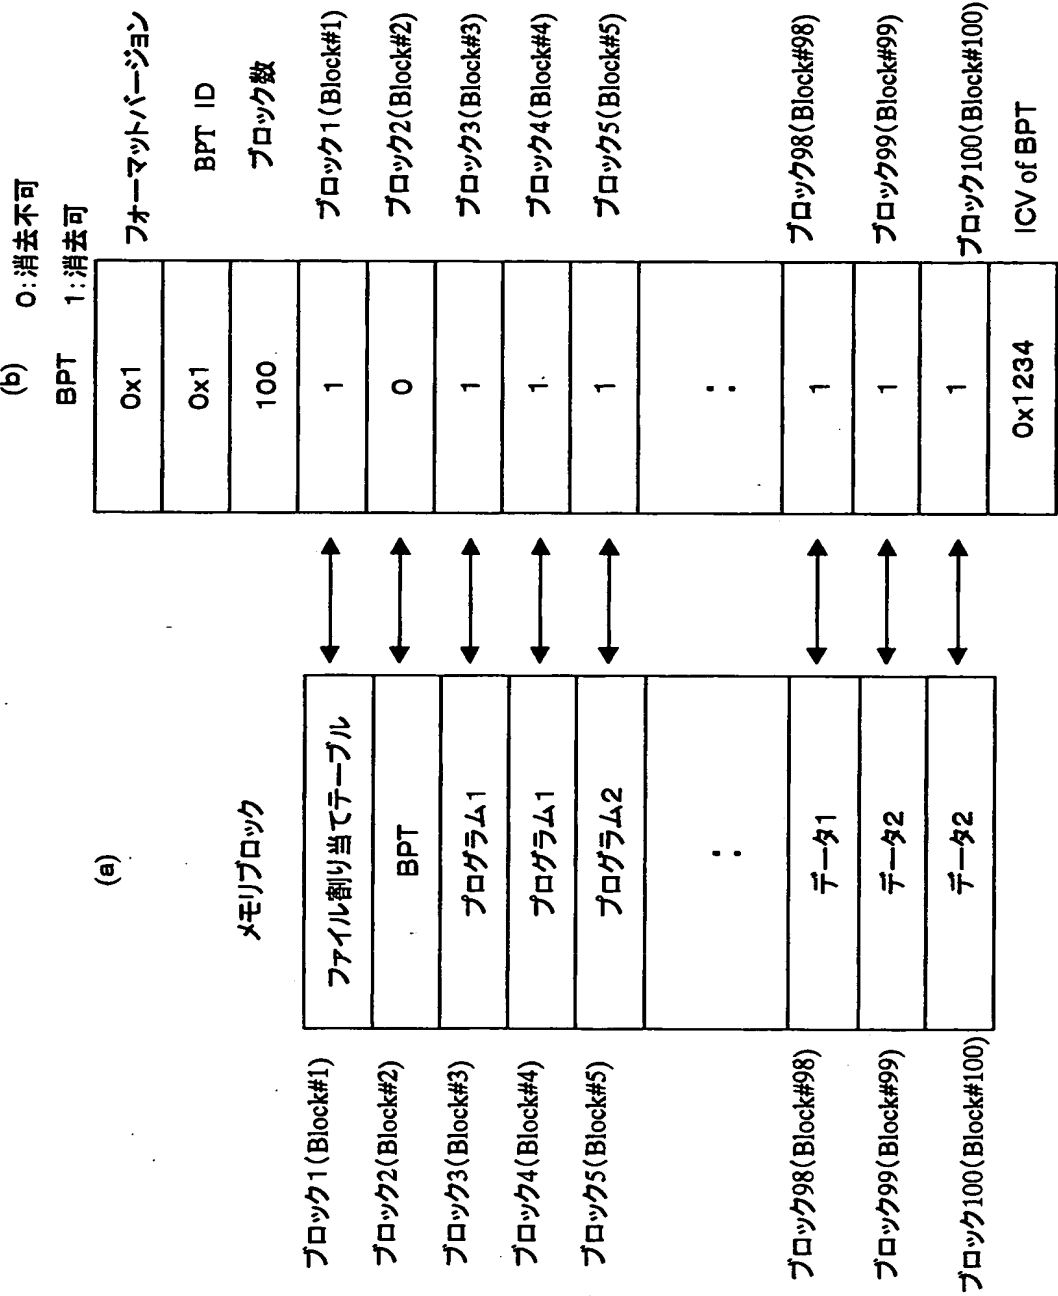 (a)
メモリブロック
ブロック1(Block#1) ファイル割り当てテーブル
ブロック2(Block#2) BPT
ブロック3(Block#3) プログラム1
ブロック4(Block#4) プログラム1
ブロック5(Block#5) プログラム2
:
ブロック98(Block#98) データ1
ブロック99(Block#99) データ2
ブロック100(Block#100) データ2
(b)
0:消去不可
BPT 1:消去可
0x1 フォーマットバージョン
0x1 BPT ID
100 ブロック数
1 ブロック1(Block#1)
0 ブロック2(Block#2)
1 ブロック3(Block#3)
1 ブロック4(Block#4)
1 ブロック5(Block#5)
:
1 ブロック98(Block#98)
1 ブロック99(Block#99)
1 ブロック100(Block#100)
0x1234 ICV of BPT